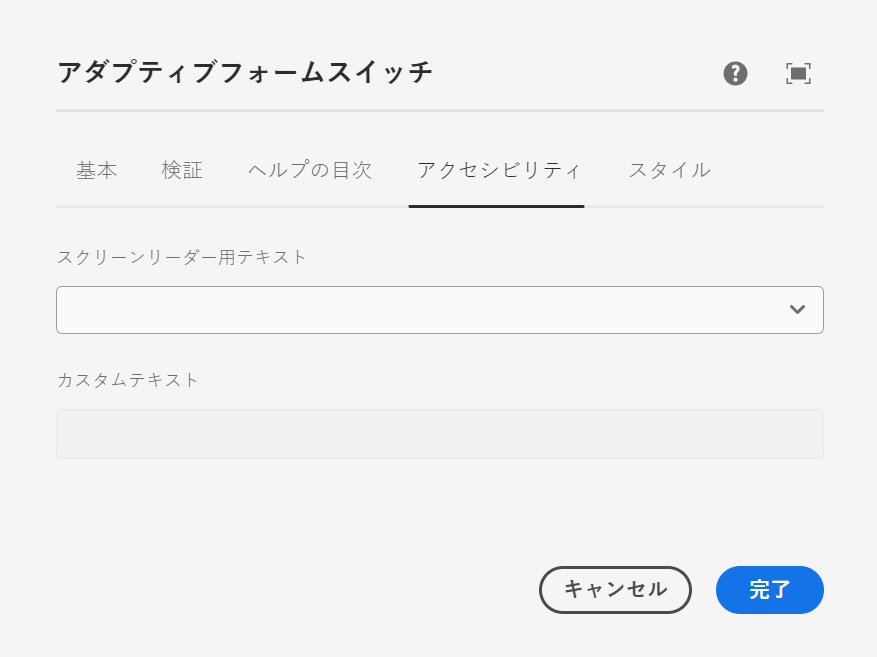 アダプティブフォームスイッチ
基本 検証 ヘルプの目次 アクセシビリティ スタイル
スクリーンリーダー用テキスト
カスタムテキスト
キャンセル 完了